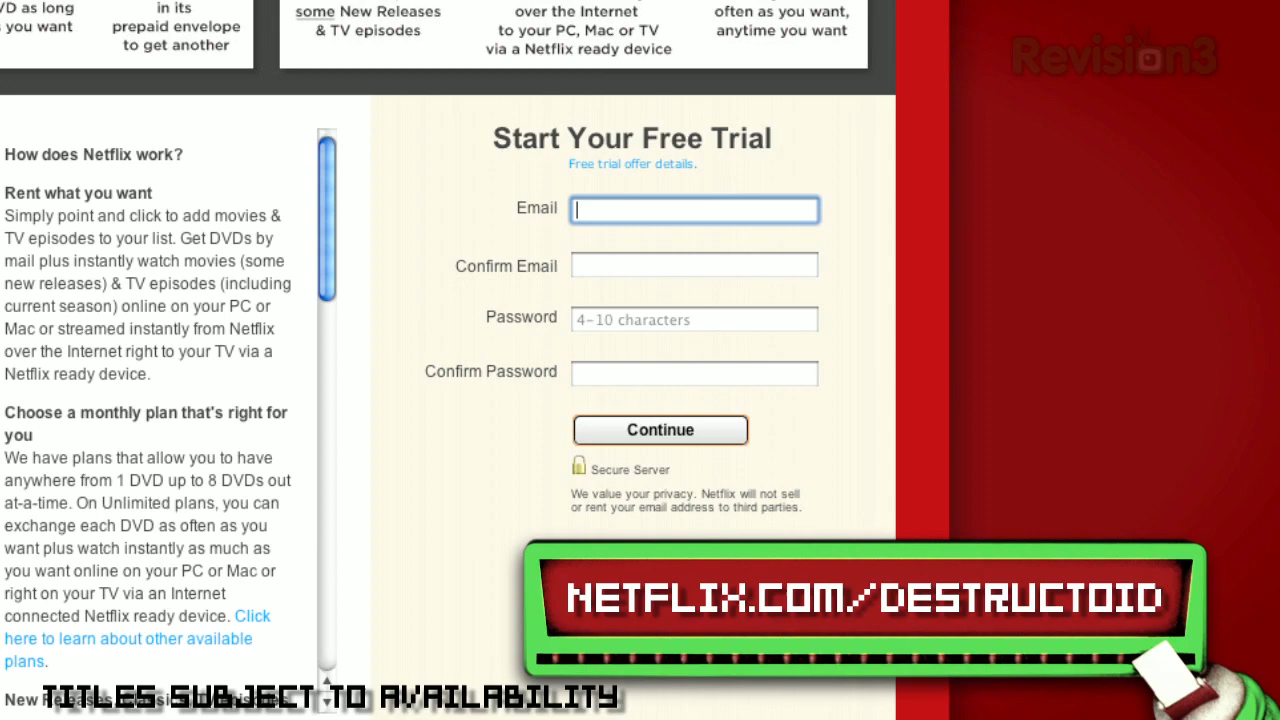 VD as long
s you want
in its
prepaid envelope
to get another
some New Releases
& TV episodes
over the Internet
to your PC, Mac or TV
via a Netflix ready device
often as you want,
anytime you want
Revision3
How does Netflix work?
Rent what you want
Simply point and click to add movies &
TV episodes to your list. Get DVDs by
mail plus instantly watch movies (some
new releases) & TV episodes (including
current season) online on your PC or
Mac or streamed instantly from Netflix
over the Internet right to your TV via a
Netflix ready device.
Choose a monthly plan that's right for
you
We have plans that allow you to have
anywhere from 1 DVD up to 8 DVDs out
at-a-time. On Unlimited plans, you can
exchange each DVD as often as you
want plus watch instantly as much as
you want online on your PC or Mac or
right on your TV via an Internet
connected Netflix ready device. Click
here to learn about other available
plans.
Start Your Free Trial
Free trial offer details.
Email
Confirm Email
Password
4-10 characters
Confirm Password
Continue
Secure Server
We value your privacy. Netflix will not sell
or rent your email address to third parties.
NETFLIX.COM/DESTRUCTOID
TITLES SUBJECT TO AVAILABILITY